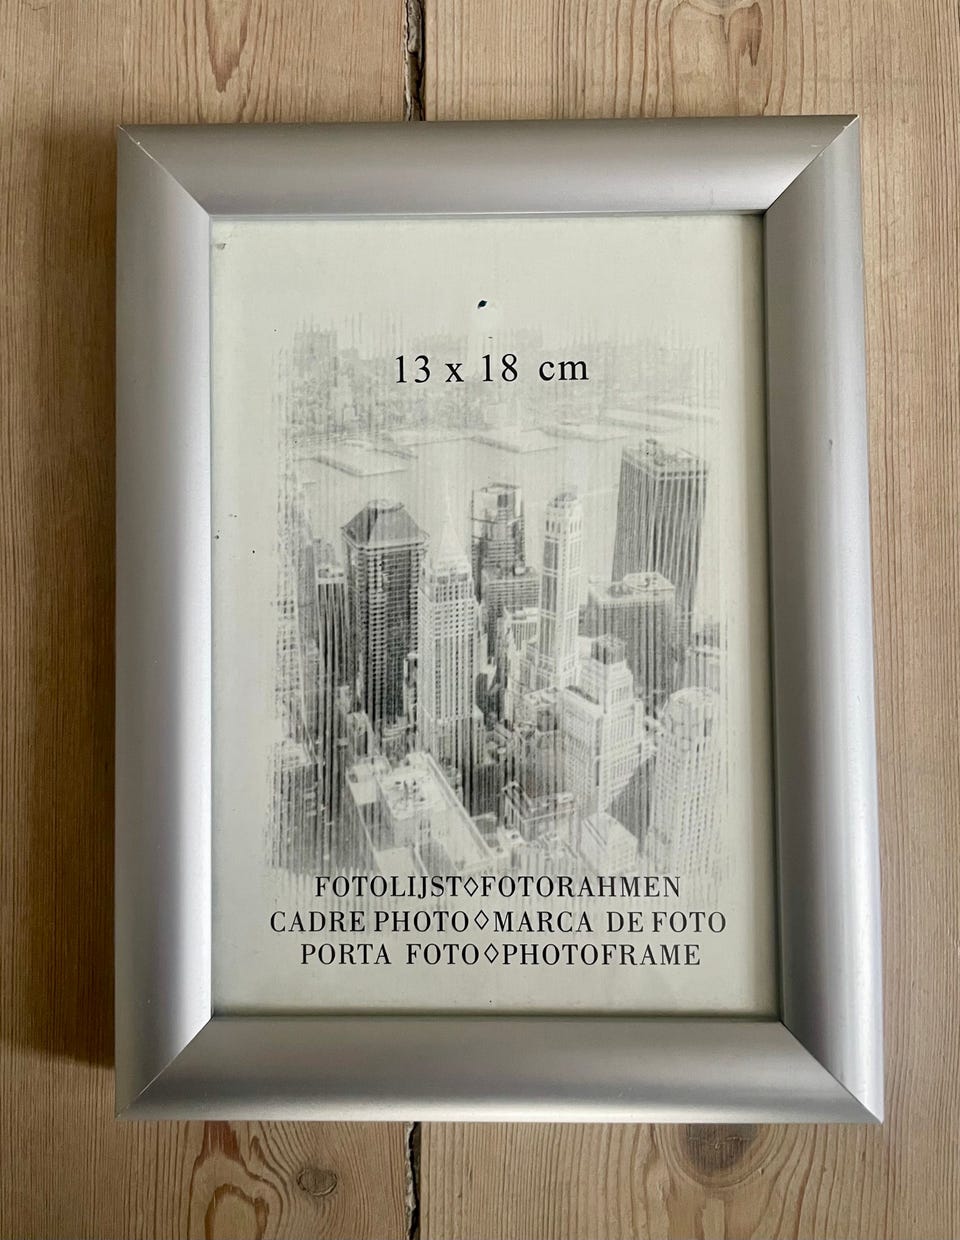 13 x 18 cm
FOTOLIJST◊FOTORAHMEN
CADRE PHOTO◊MARCA DE FOTO
PORTA FOTO◊PHOTOFRAME